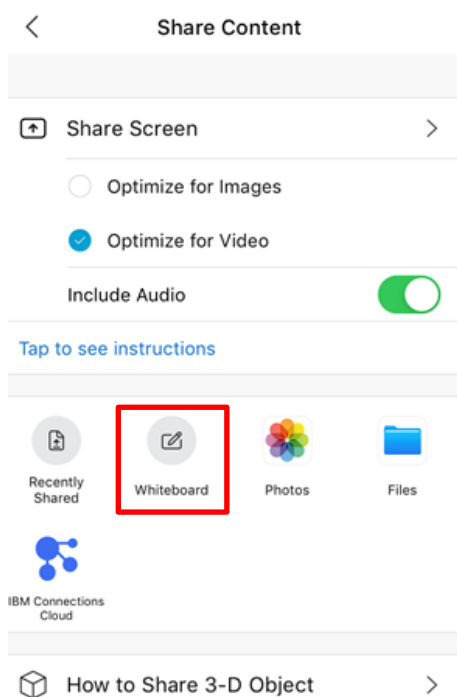 Share Content
Share Screen
Optimize for Images
Optimize for Video
Include Audio
Tap to see instructions
Recently
Shared
Whiteboard
Photos
Files
IBM Connections
Cloud
How to Share 3-D Object